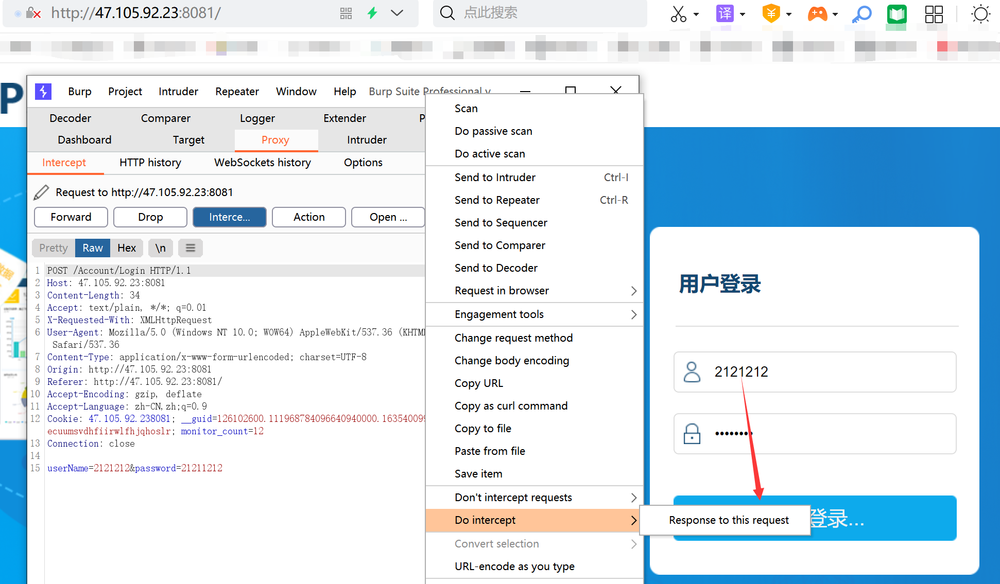 http://47.105.92.23:8081/
点此搜索
译
P
Burp Project Intruder Repeater Window Help Burp Suite Professional v
Decoder Comparer Logger Extender P
Dashboard Target Proxy Intruder
Intercept HTTP history WebSockets history Options
Request to http://47.105.92.23:8081
Forward Drop Interce... Action Open ...
Pretty Raw Hex \n
1 POST /Account/Login HTTP/1.1
2 Host: 47.105.92.23:8081
3 Content-Length: 34
4 Accept: text/plain, */*; q=0.01
5 X-Requested-With: XMLHttpRequest
6 User-Agent: Mozilla/5.0 (Windows NT 10.0; WOW64) AppleWebKit/537.36 (KHTML
Safari/537.36
7 Content-Type: application/x-www-form-urlencoded; charset=UTF-8
8 Origin: http://47.105.92.23:8081
9 Referer: http://47.105.92.23:8081/
10 Accept-Encoding: gzip, deflate
11 Accept-Language: zh-CN,zh;q=0.9
12 Cookie: 47.105.92.238081; __guid=126102600.111968784096640940000.163540099
ecuumsvdhfiirwlfhjqhoslr; monitor_count=12
13 Connection: close
14
15 userName=2121212&password=21211212
Scan
Do passive scan
Do active scan
Send to Intruder Ctrl-I
Send to Repeater Ctrl-R
Send to Sequencer
Send to Comparer
Send to Decoder
Request in browser
Engagement tools
Change request method
Change body encoding
Copy URL
Copy as curl command
Copy to file
Paste from file
Save item
Don't intercept requests
Do intercept
Convert selection
URL-encode as you type
Response to this request
用户登录
2121212
••••••••
登录...
数据